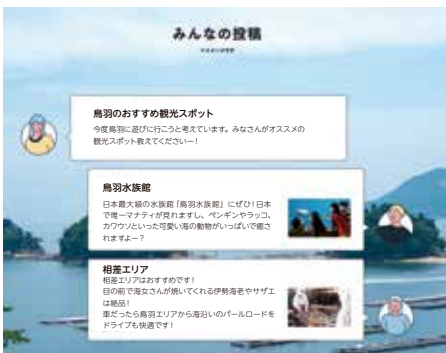 みんなの投稿
鳥羽のおすすめ観光スポット
今度鳥羽に遊びに行こうと考えています。みなさんがオススメの
観光スポット教えてくださいー！
鳥羽水族館
日本最大級の水族館「鳥羽水族館」にぜひ！日本
で唯一マナティが見れますし、ペンギンやラッコ、
カワウソといった可愛い海の動物がいっぱいで癒さ
れますよー？
相差エリア
相差エリアはおすすめです！
目の前で海女さんが焼いてくれる伊勢海老やサザエ
は絶品！
車だったら鳥羽エリアから海沿いのパールロードを
ドライブも快適です！